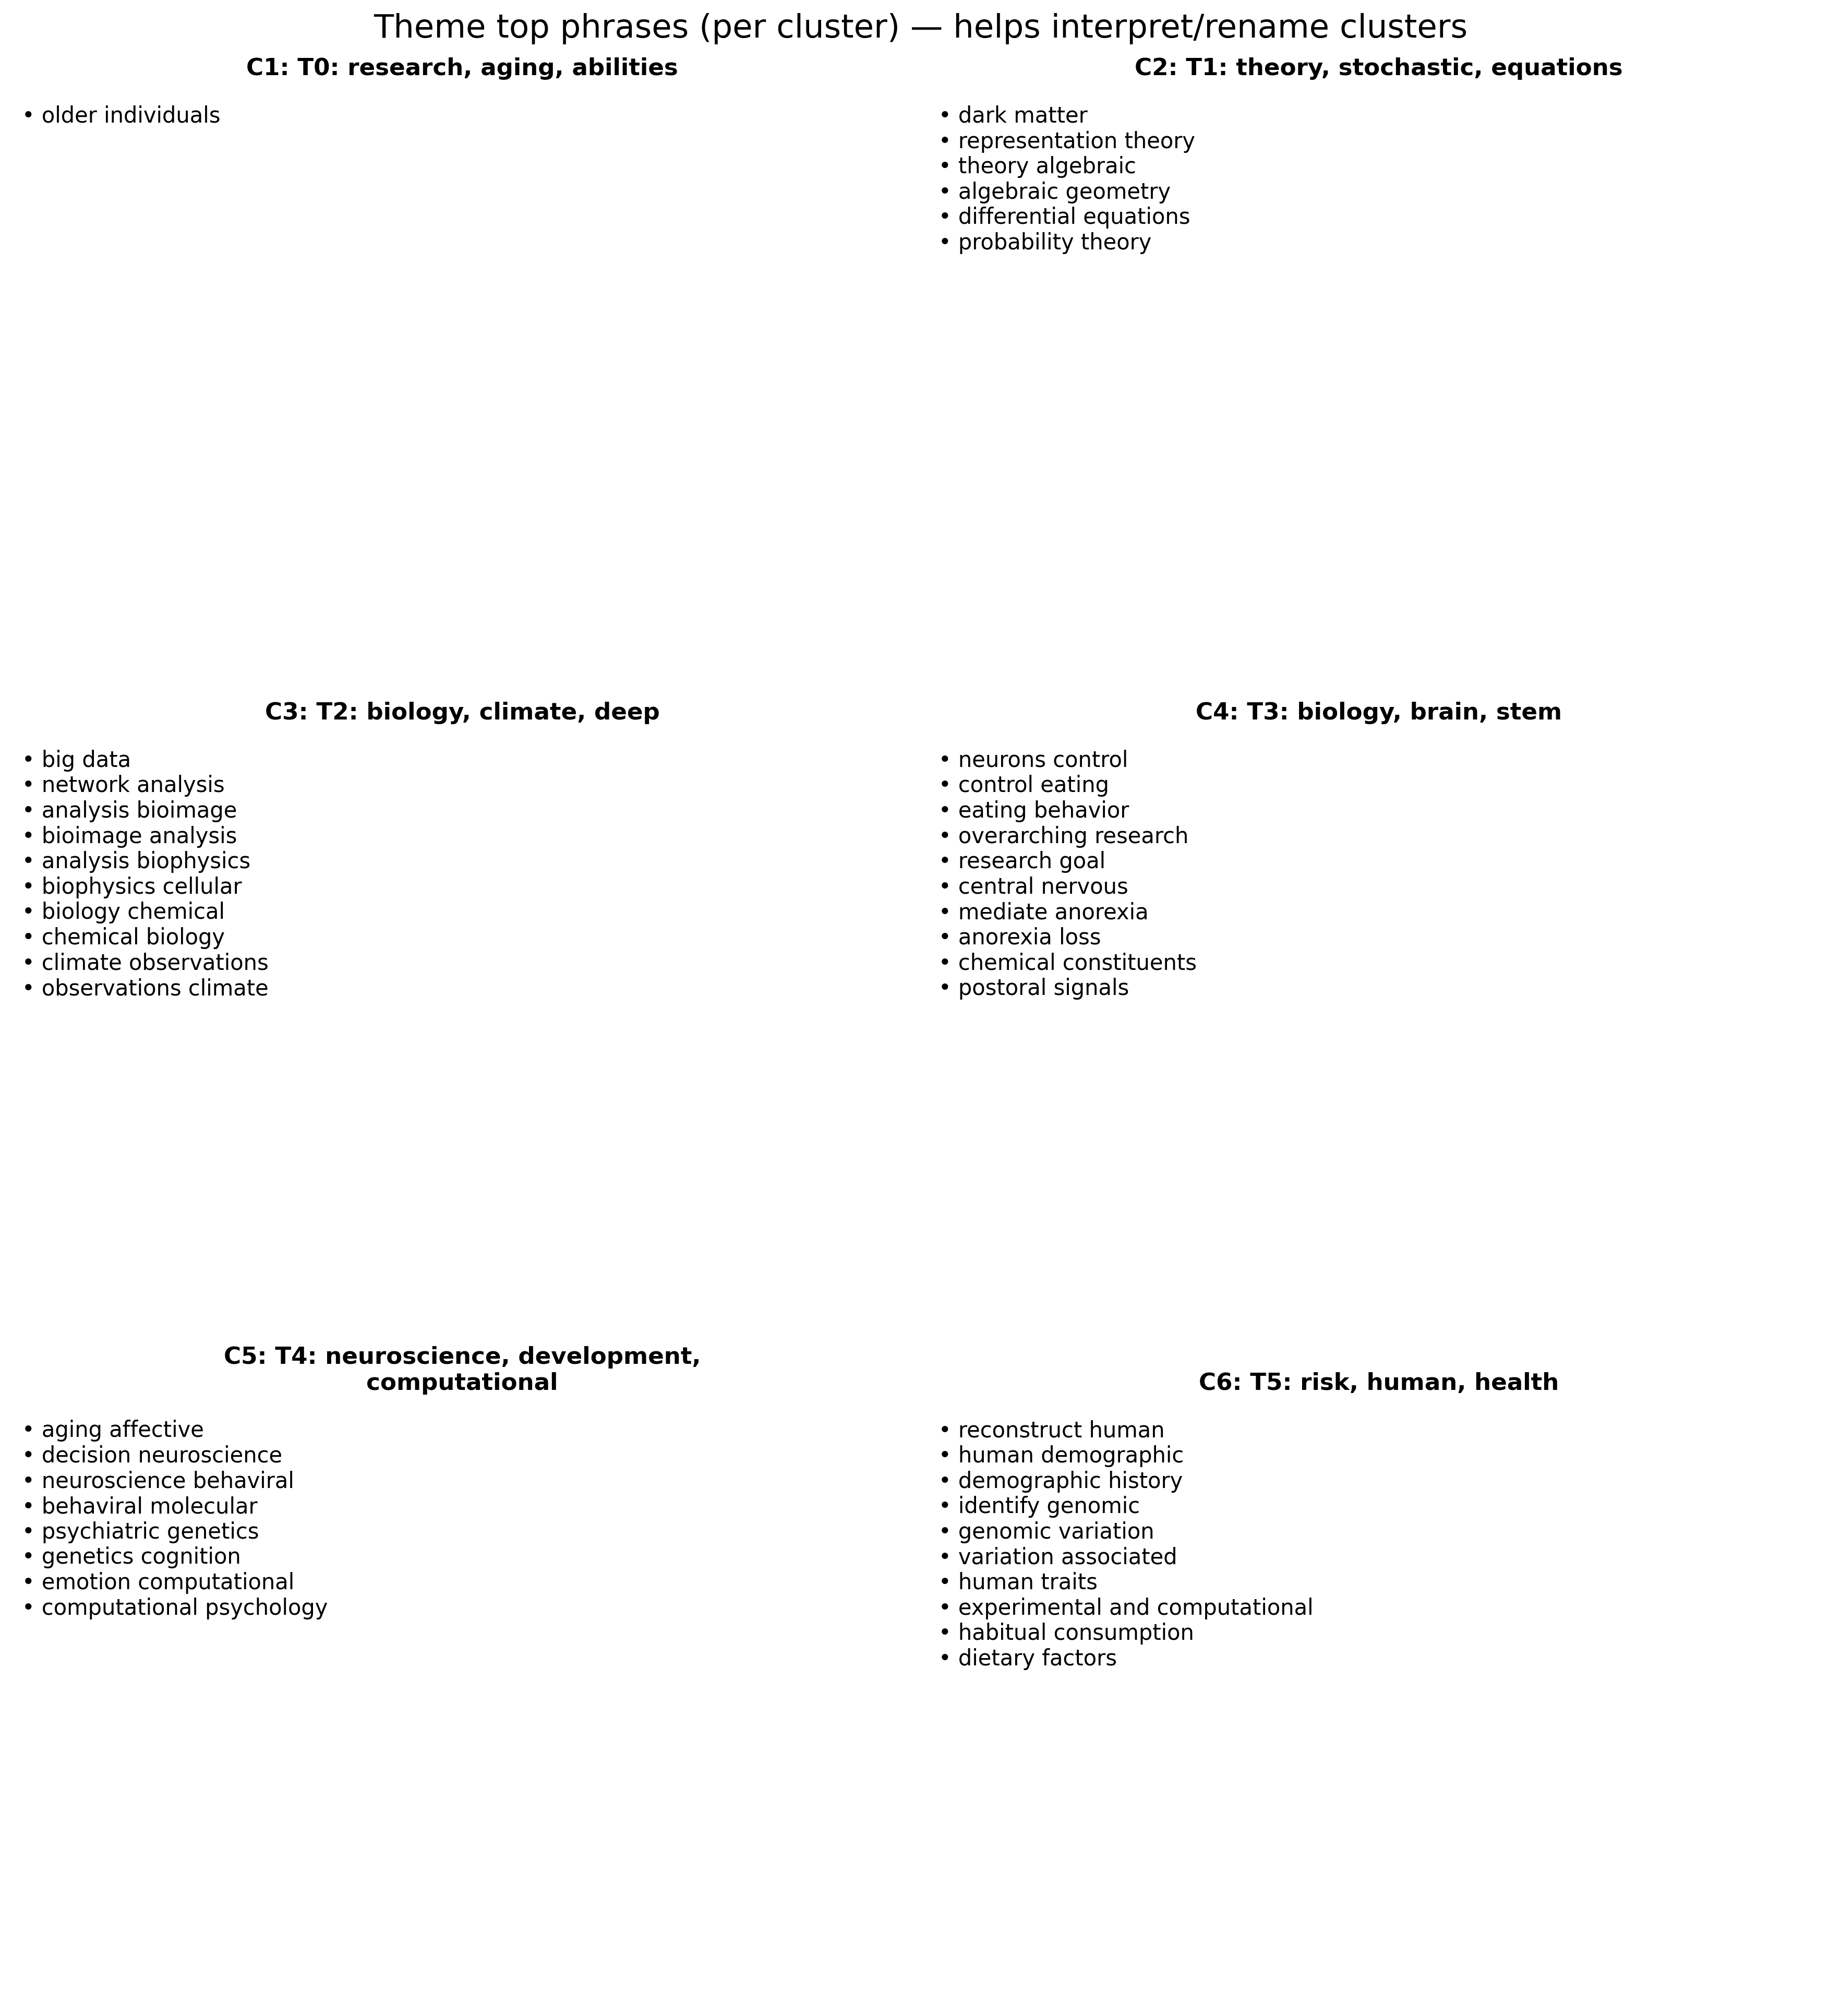 Theme top phrases (per cluster) — helps interpret/rename clusters
C1: T0: research, aging, abilities
• older individuals
C2: T1: theory, stochastic, equations
• dark matter
• representation theory
• theory algebraic
• algebraic geometry
• differential equations
• probability theory
C3: T2: biology, climate, deep
• big data
• network analysis
• analysis bioimage
• bioimage analysis
• analysis biophysics
• biophysics cellular
• biology chemical
• chemical biology
• climate observations
• observations climate
C4: T3: biology, brain, stem
• neurons control
• control eating
• eating behavior
• overarching research
• research goal
• central nervous
• mediate anorexia
• anorexia loss
• chemical constituents
• postoral signals
C5: T4: neuroscience, development,
computational
• aging affective
• decision neuroscience
• neuroscience behaviral
• behaviral molecular
• psychiatric genetics
• genetics cognition
• emotion computational
• computational psychology
C6: T5: risk, human, health
• reconstruct human
• human demographic
• demographic history
• identify genomic
• genomic variation
• variation associated
• human traits
• experimental and computational
• habitual consumption
• dietary factors